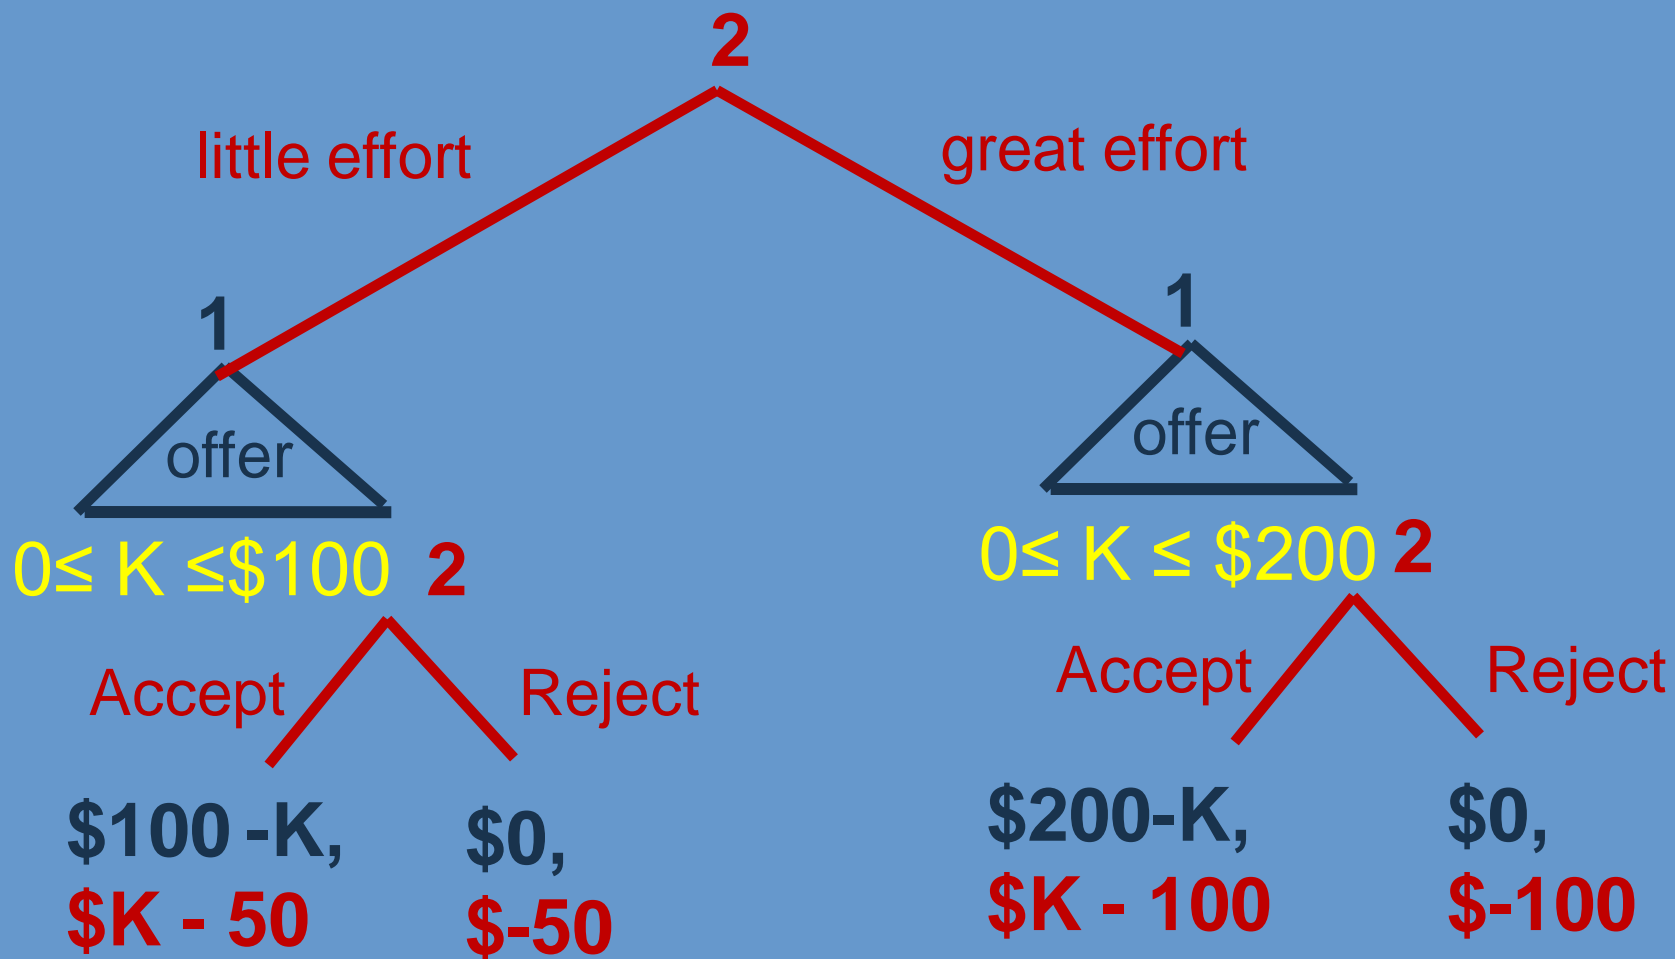 2
little effort
great effort
1
1
offer
offer
0≤ K ≤$100 2
0≤ K ≤ $200 2
Accept
Reject
Accept
Reject
$100 -K,
$K - 50
$0,
$-50
$200-K,
$K - 100
$0,
$-100